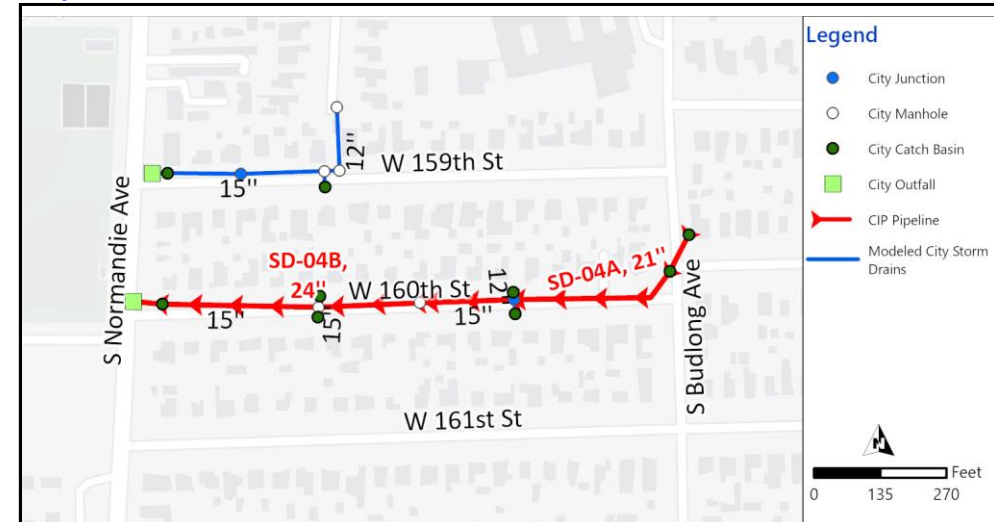 Legend
City Junction
City Manhole
City Catch Basin
City Outfall
CIP Pipeline
Modeled City Storm
Drains
N
Feet
0 135 270
12''
W 159th St
15''
S Normandie Ave
SD-04B,
24''
W 160th St
12''
SD-04A, 21''
15''
15''
15''
S Budlong Ave
W 161st St